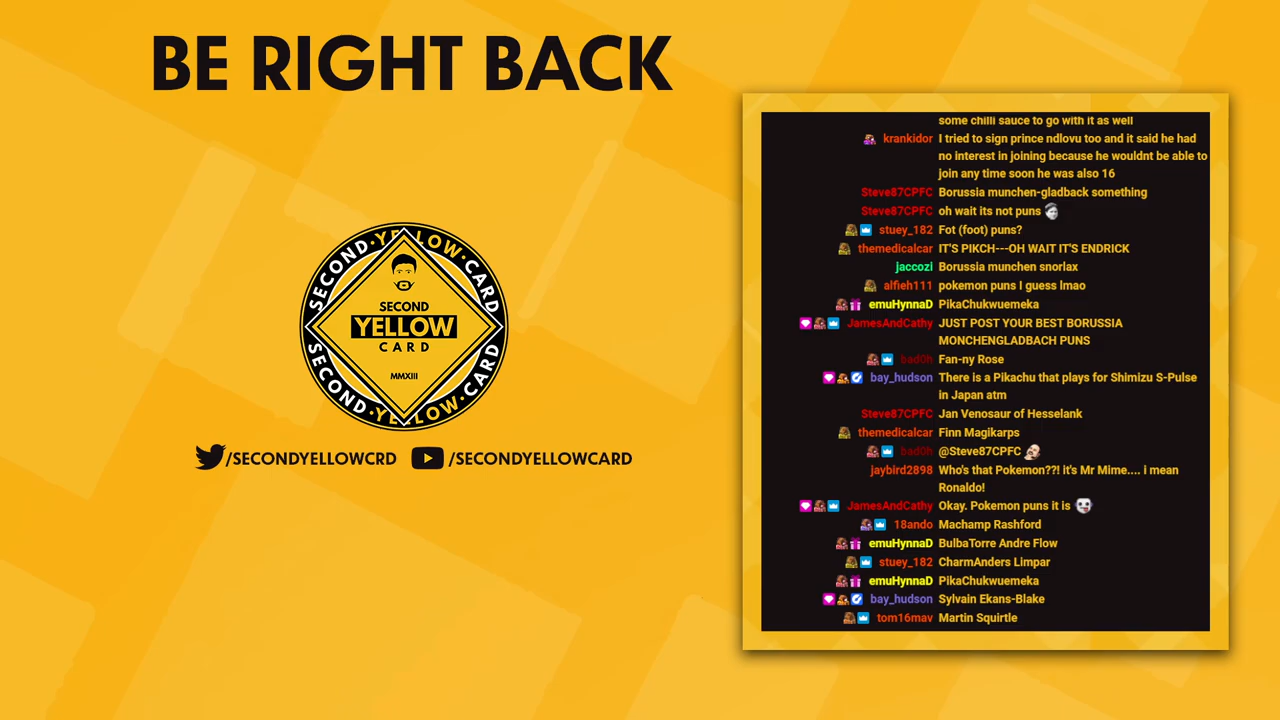 BE RIGHT BACK
SECOND·YELLOW·CARD
SECOND
YELLOW
CARD
MMXIII
SECOND·YELLOW·CARD
/SECONDYELLOWCRD
/SECONDYELLOWCARD
some chilli sauce to go with it as well
krankidor I tried to sign prince ndlovu too and it said he had
no interest in joining because he wouldnt be able to
join any time soon he was also 16
Steve87CPFC Borussia munchen-gladback something
Steve87CPFC oh wait its not puns
stuey_182 Fot (foot) puns?
themedicalcar IT'S PIKCH---OH WAIT IT'S ENDRICK
jaccozi Borussia munchen snorlax
alfieh111 pokemon puns I guess lmao
emuHynnaD PikaChukwuemeka
JamesAndCathy JUST POST YOUR BEST BORUSSIA
MONCHENGLADBACH PUNS
bad0h Fan-ny Rose
bay_hudson There is a Pikachu that plays for Shimizu S-Pulse
in Japan atm
Steve87CPFC Jan Venosaur of Hesselank
themedicalcar Finn Magikarps
bad0h @Steve87CPFC
jaybird2898 Who's that Pokemon??! it's Mr Mime.... i mean
Ronaldo!
JamesAndCathy Okay. Pokemon puns it is
18ando Machamp Rashford
emuHynnaD BulbaTorre Andre Flow
stuey_182 CharmAnders Limpar
emuHynnaD PikaChukwuemeka
bay_hudson Sylvain Ekans-Blake
tom16mav Martin Squirtle